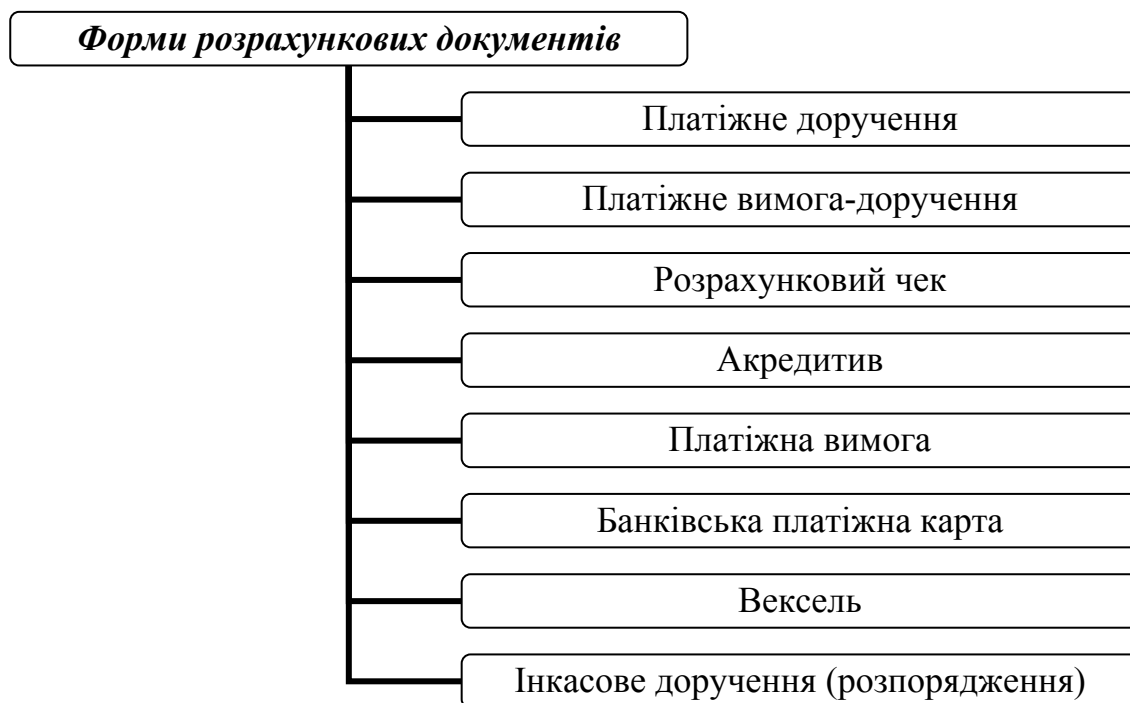 Форми розрахункових документів
Платіжне доручення
Платіжне вимога-доручення
Розрахунковий чек
Акредитив
Платіжна вимога
Банківська платіжна карта
Вексель
Інкасове доручення (розпорядження)